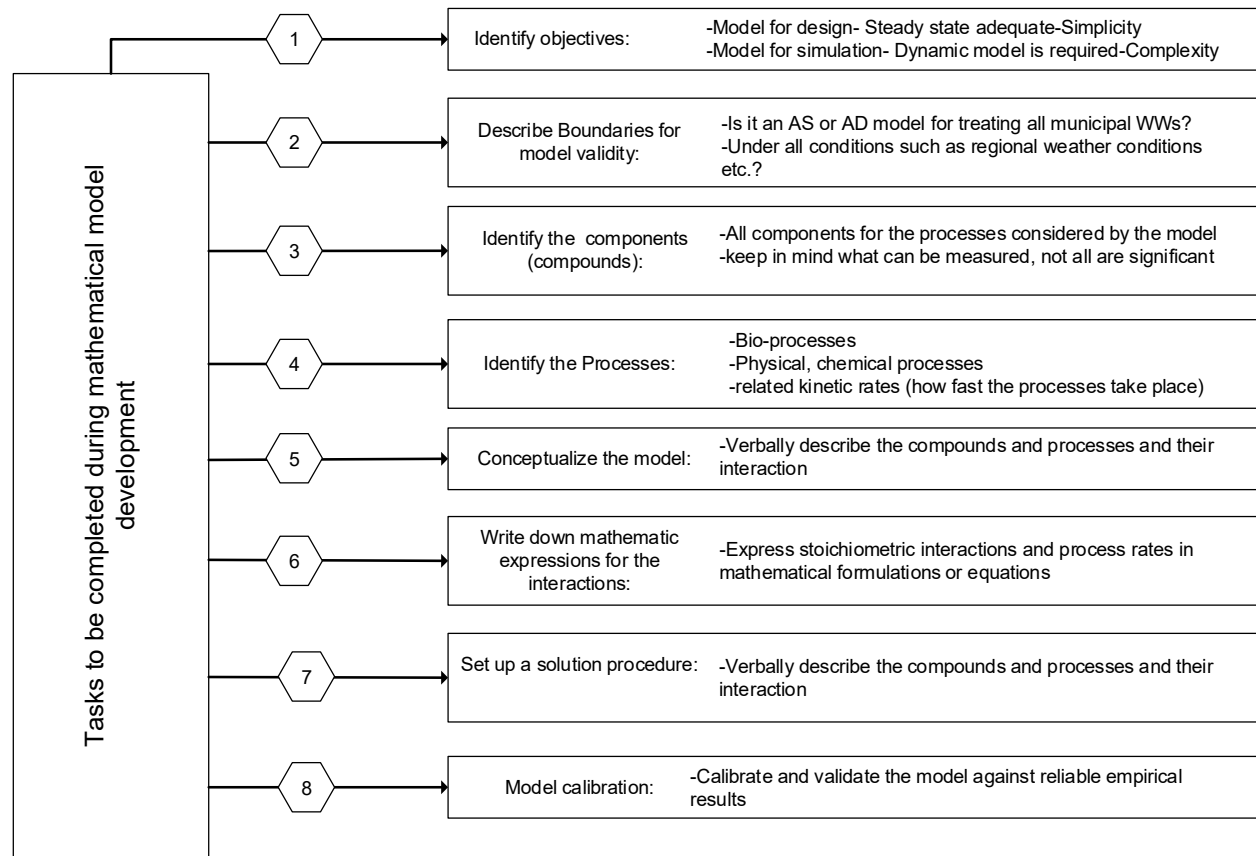 Tasks to be completed during mathematical model
development
1
Identify objectives:
-Model for design- Steady state adequate-Simplicity
-Model for simulation- Dynamic model is required-Complexity
2
Describe Boundaries for
model validity:
-Is it an AS or AD model for treating all municipal WWs?
-Under all conditions such as regional weather conditions
etc.?
3
Identify the components
(compounds):
-All components for the processes considered by the model
-keep in mind what can be measured, not all are significant
4
Identify the Processes:
-Bio-processes
-Physical, chemical processes
-related kinetic rates (how fast the processes take place)
5
Conceptualize the model:
-Verbally describe the compounds and processes and their
interaction
6
Write down mathematic
expressions for the
interactions:
-Express stoichiometric interactions and process rates in
mathematical formulations or equations
7
Set up a solution procedure:
-Verbally describe the compounds and processes and their
interaction
8
Model calibration:
-Calibrate and validate the model against reliable empirical
results